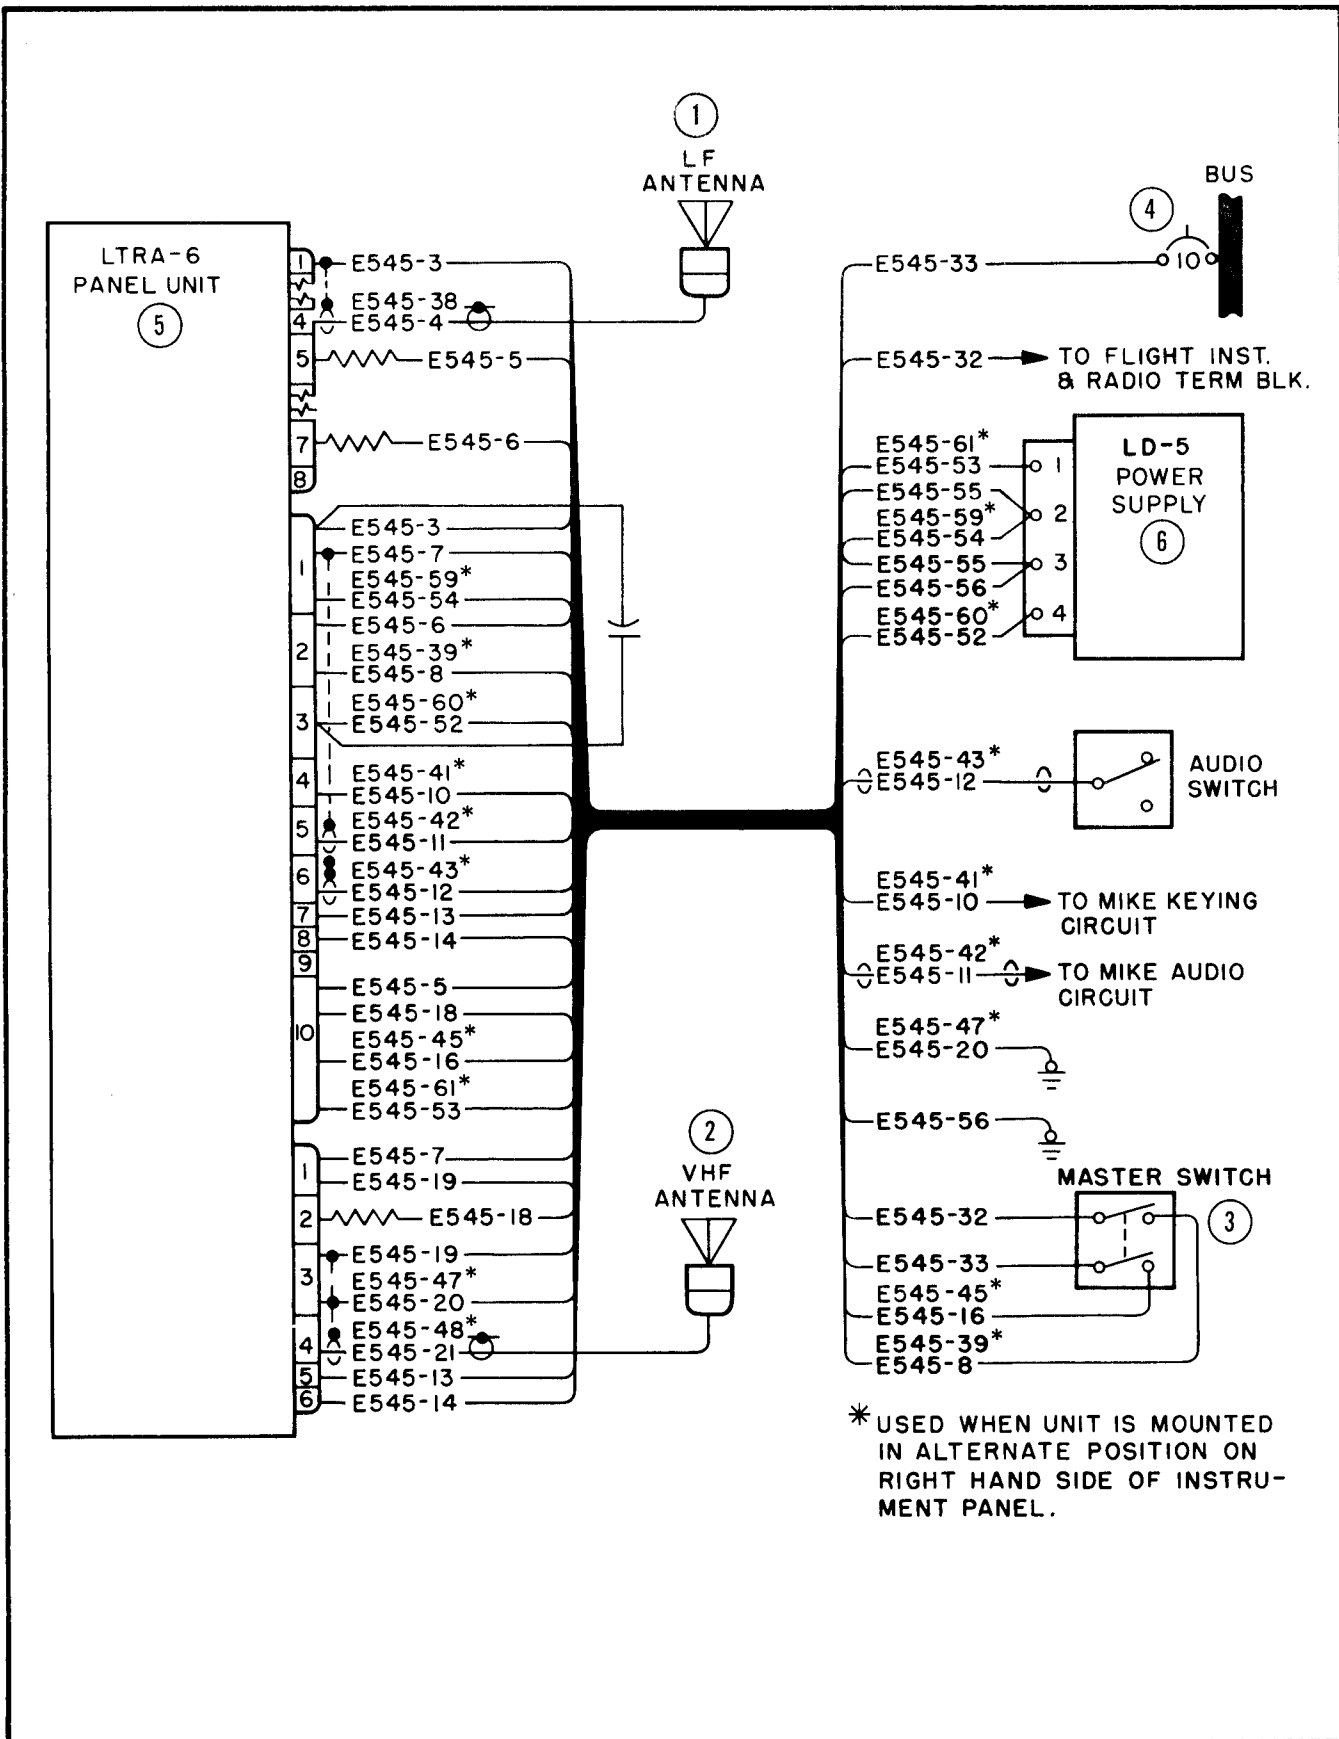 1
LF
ANTENNA
BUS
4
10
LTRA-6
PANEL UNIT
5
1
E545-3
E545-38
4
E545-4
5
E545-5
7
E545-6
8
1
E545-3
E545-7
E545-59*
E545-54
E545-6
2
E545-39*
E545-8
3
E545-60*
E545-52
4
E545-41*
E545-10
5
E545-42*
E545-11
6
E545-43*
E545-12
7
E545-13
8
E545-14
9
E545-5
10
E545-18
E545-45*
E545-16
E545-61*
E545-53
1
E545-7
E545-19
2
E545-18
3
E545-19
E545-47*
E545-20
4
E545-48*
E545-21
5
E545-13
6
E545-14
2
VHF
ANTENNA
E545-33
E545-32
TO FLIGHT INST.
& RADIO TERM BLK.
E545-61*
E545-53
E545-55
E545-59*
E545-54
E545-55
E545-56
E545-60*
E545-52
1
2
3
4
LD-5
POWER
SUPPLY
6
E545-43*
E545-12
AUDIO
SWITCH
E545-41*
E545-10
TO MIKE KEYING
CIRCUIT
E545-42*
E545-11
TO MIKE AUDIO
CIRCUIT
E545-47*
E545-20
E545-56
MASTER SWITCH
3
E545-32
E545-33
E545-45*
E545-16
E545-39*
E545-8
* USED WHEN UNIT IS MOUNTED
IN ALTERNATE POSITION ON
RIGHT HAND SIDE OF INSTRU-
MENT PANEL.